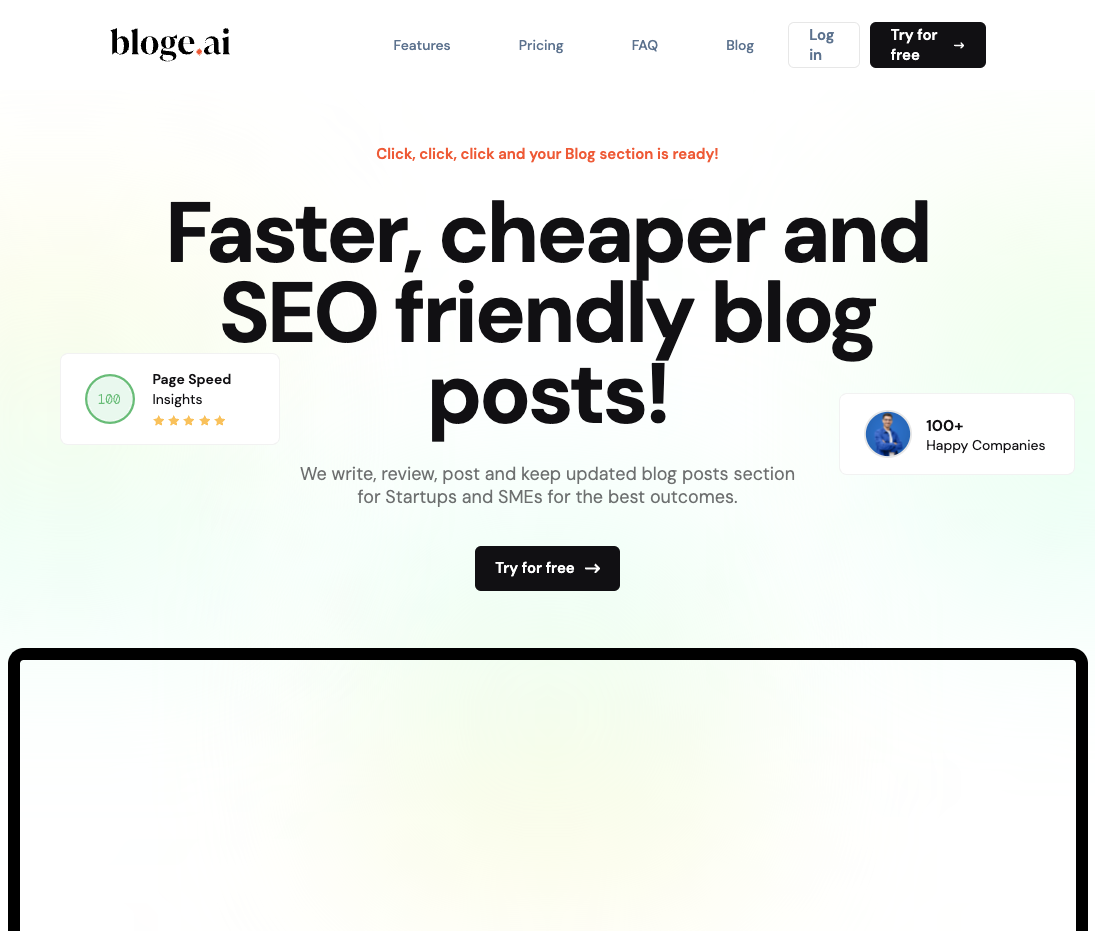 bloge.ai
Features
Pricing
FAQ
Blog
Log
in
Try for
free
Click, click, click and your Blog section is ready!
Faster, cheaper and
SEO friendly blog
posts!
100
Page Speed
Insights
100+
Happy Companies
We write, review, post and keep updated blog posts section
for Startups and SMEs for the best outcomes.
Try for free